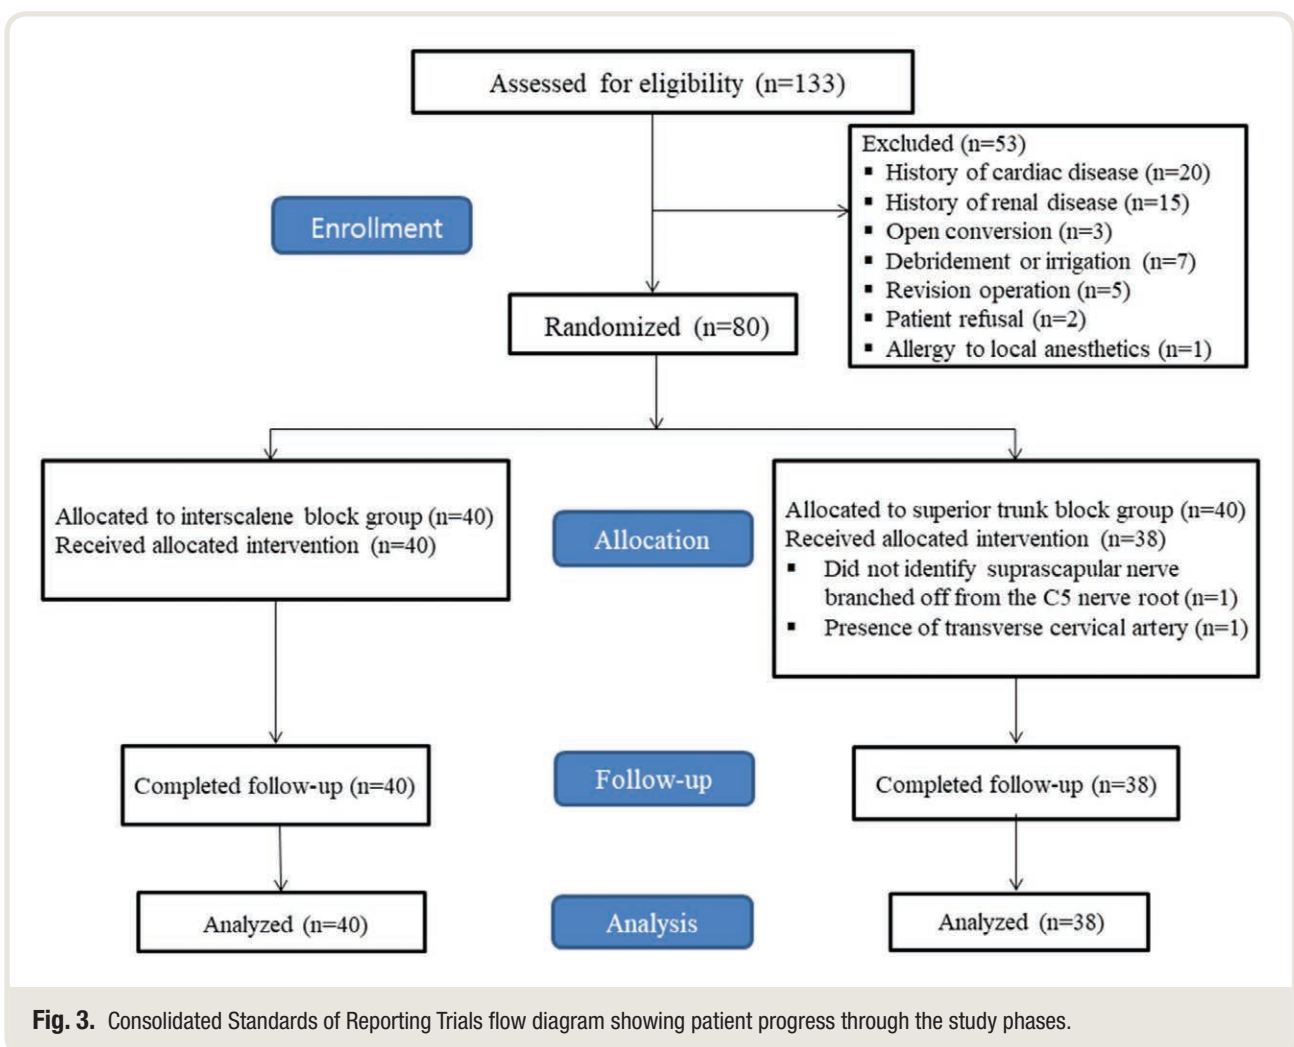 Assessed for eligibility (n=133)
Excluded (n=53)
▪ History of cardiac disease (n=20)
▪ History of renal disease (n=15)
▪ Open conversion (n=3)
▪ Debridement or irrigation (n=7)
▪ Revision operation (n=5)
▪ Patient refusal (n=2)
▪ Allergy to local anesthetics (n=1)
Enrollment
Randomized (n=80)
Allocated to interscalene block group (n=40)
Received allocated intervention (n=40)
Allocation
Allocated to superior trunk block group (n=40)
Received allocated intervention (n=38)
▪ Did not identify suprascapular nerve
branched off from the C5 nerve root (n=1)
▪ Presence of transverse cervical artery (n=1)
Completed follow-up (n=40)
Follow-up
Completed follow-up (n=38)
Analyzed (n=40)
Analysis
Analyzed (n=38)
Fig. 3. Consolidated Standards of Reporting Trials flow diagram showing patient progress through the study phases.